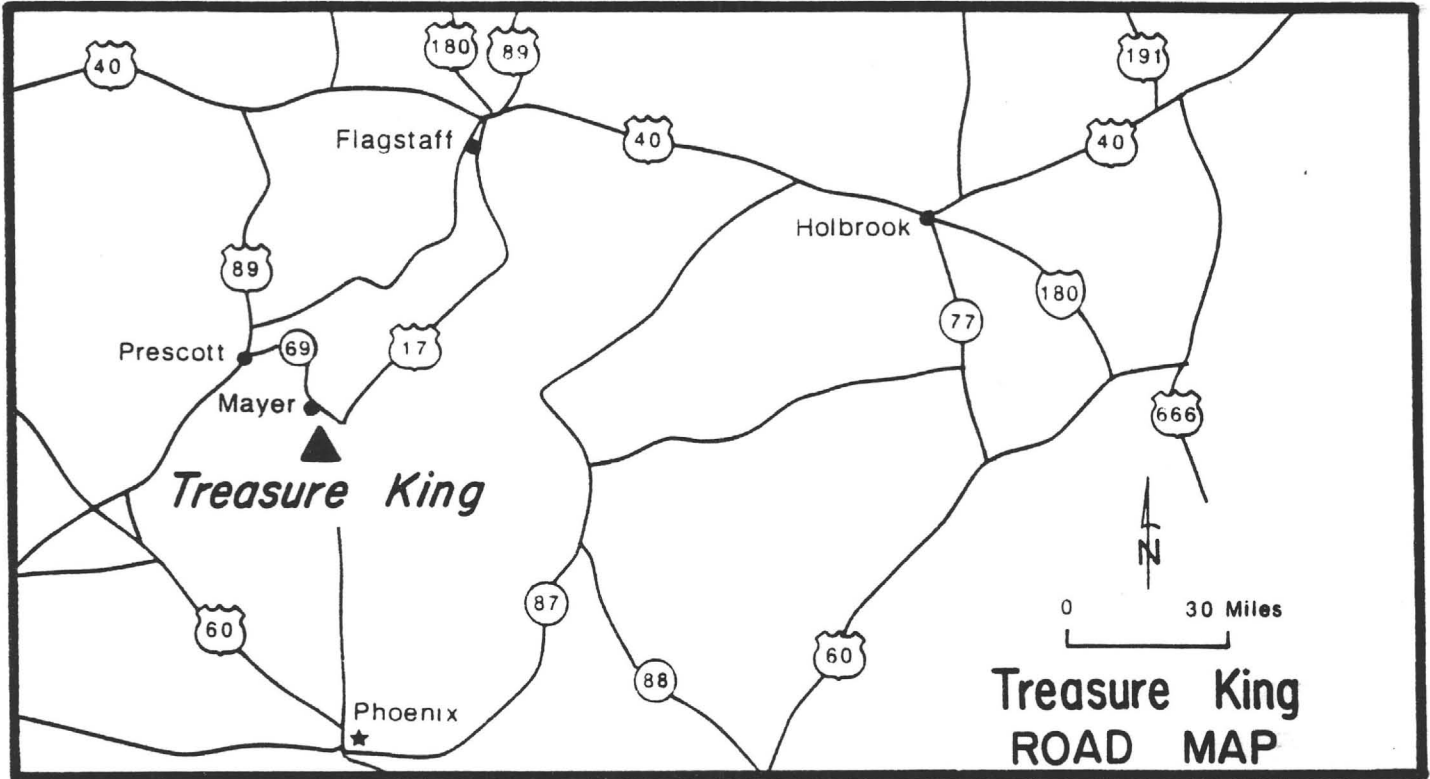 180
89
191
40
Flagstaff
40
40
Holbrook
89
180
77
Prescott
69
17
Mayer
666
Treasure King
N
87
0 30 Miles
60
60
88
Phoenix
Treasure King
ROAD MAP